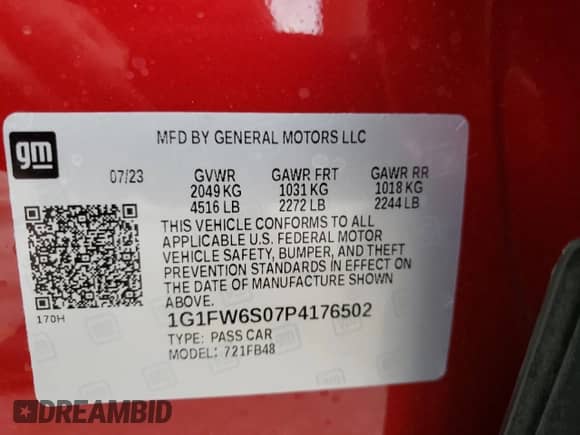 gm
MFD BY GENERAL MOTORS LLC
07/23 GVWR GAWR FRT GAWR RR
2049 KG 1031 KG 1018 KG
4516 LB 2272 LB 2244 LB
THIS VEHICLE CONFORMS TO ALL
APPLICABLE U.S. FEDERAL MOTOR
VEHICLE SAFETY, BUMPER, AND THEFT
PREVENTION STANDARDS IN EFFECT ON
THE DATE OF MANUFACTURE SHOWN
ABOVE.
170H
1G1FW6S07P4176502
TYPE: PASS CAR
MODEL: 721FB48
DREAMBID